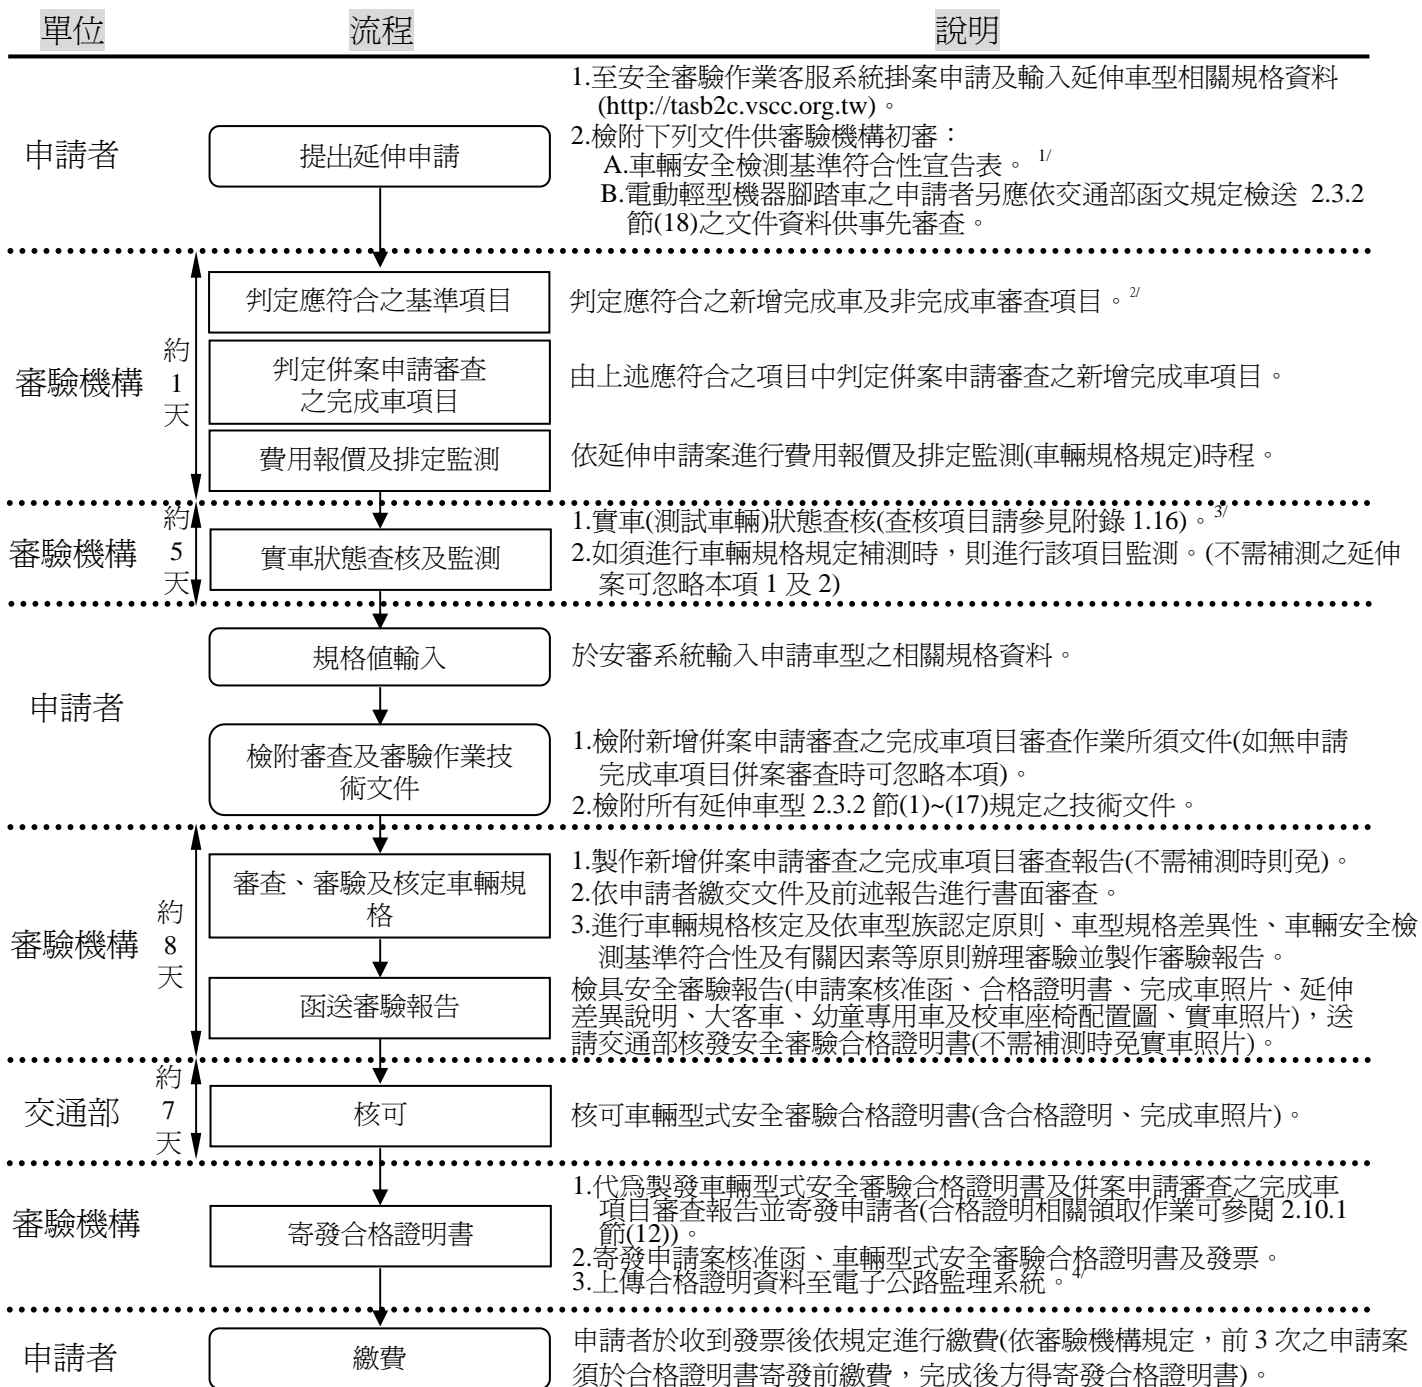 單位 流程 說明
申請者
提出延伸申請
1.至安全審驗作業客服系統掛案申請及輸入延伸車型相關規格資料
(http://tasb2c.vscc.org.tw)。
2.檢附下列文件供審驗機構初審：
A.車輛安全檢測基準符合性宣告表。 1/
B.電動輕型機器腳踏車之申請者另應依交通部函文規定檢送 2.3.2
節(18)之文件資料供事先審查。
審驗機構
約
1
天
判定應符合之基準項目
判定應符合之新增完成車及非完成車審查項目。2/
判定併案申請審查
之完成車項目
由上述應符合之項目中判定併案申請審查之新增完成車項目。
費用報價及排定監測
依延伸申請案進行費用報價及排定監測(車輛規格規定)時程。
審驗機構
約
5
天
實車狀態查核及監測
1.實車(測試車輛)狀態查核(查核項目請參見附錄 1.16)。3/
2.如須進行車輛規格規定補測時，則進行該項目監測。(不需補測之延伸
案可忽略本項 1 及 2)
申請者
規格值輸入
於安審系統輸入申請車型之相關規格資料。
檢附審查及審驗作業技
術文件
1.檢附新增併案申請審查之完成車項目審查作業所須文件(如無申請
完成車項目併案審查時可忽略本項)。
2.檢附所有延伸車型 2.3.2 節(1)~(17)規定之技術文件。
審驗機構
約
8
天
審查、審驗及核定車輛規
格
1.製作新增併案申請審查之完成車項目審查報告(不需補測時則免)。
2.依申請者繳交文件及前述報告進行書面審查。
3.進行車輛規格核定及依車型族認定原則、車型規格差異性、車輛安全檢
測基準符合性及有關因素等原則辦理審驗並製作審驗報告。
函送審驗報告
檢具安全審驗報告(申請案核准函、合格證明書、完成車照片、延伸
差異說明、大客車、幼童專用車及校車座椅配置圖、實車照片)，送
請交通部核發安全審驗合格證明書(不需補測時免實車照片)。
交通部
約
7
天
核可
核可車輛型式安全審驗合格證明書(含合格證明、完成車照片)。
審驗機構
寄發合格證明書
1.代為製發車輛型式安全審驗合格證明書及併案申請審查之完成車
項目審查報告並寄發申請者(合格證明相關領取作業可參閱 2.10.1
節(12))。
2.寄發申請案核准函、車輛型式安全審驗合格證明書及發票。
3.上傳合格證明資料至電子公路監理系統。4/
申請者
繳費
申請者於收到發票後依規定進行繳費(依審驗機構規定，前 3 次之申請案
須於合格證明書寄發前繳費，完成後方得寄發合格證明書)。